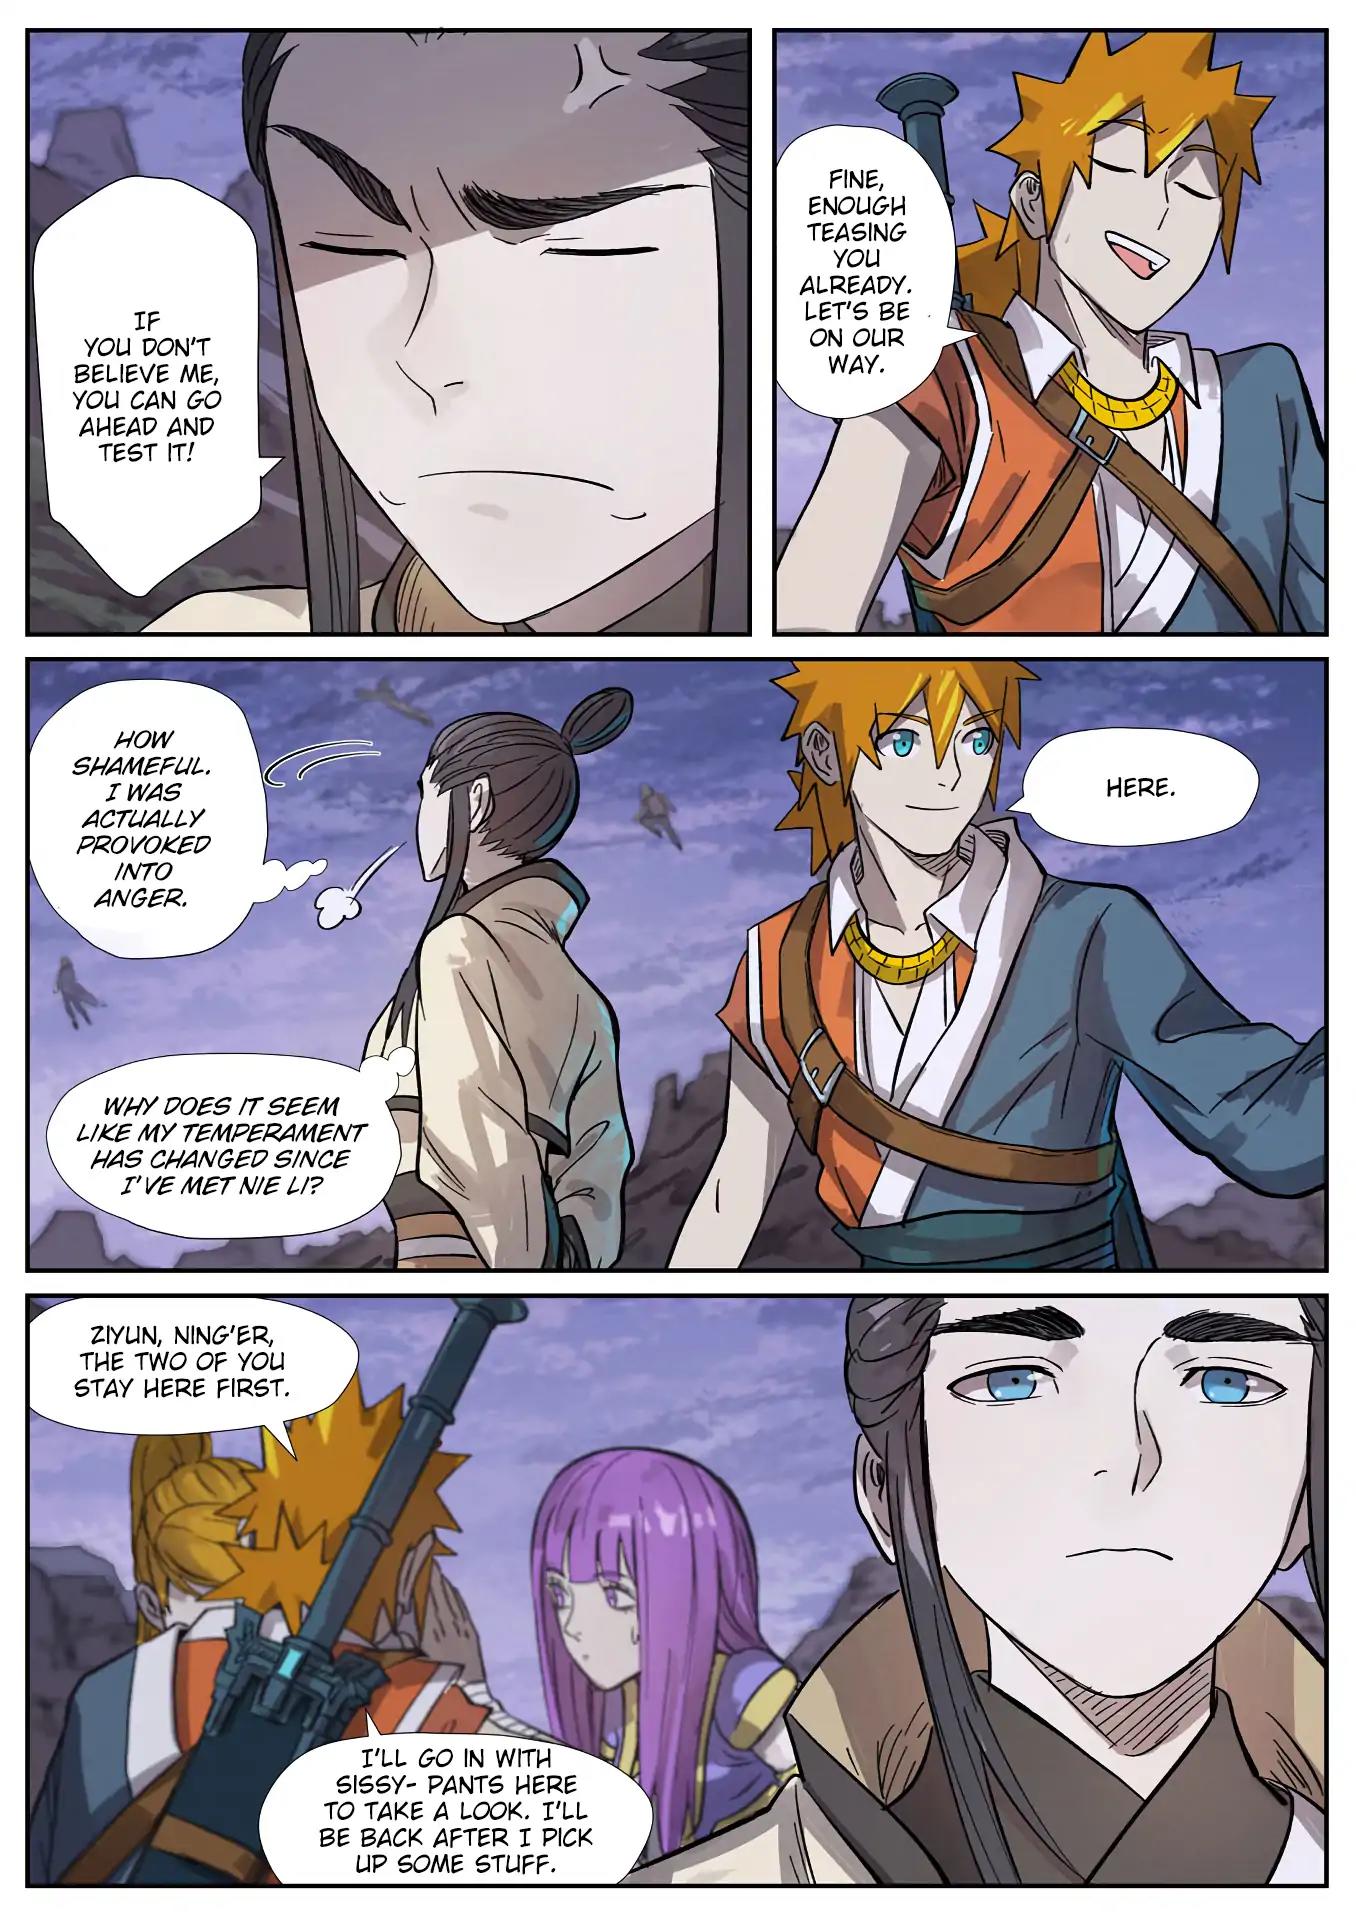 IF
YOU DON'T
BELIEVE ME,
YOU CAN GO
AHEAD AND
TEST IT!
FINE,
ENOUGH
TEASING
YOU
ALREADY.
LET'S BE
ON OUR
WAY.
HOW
SHAMEFUL.
I WAS
ACTUALLY
PROVOKED
INTO
ANGER.
HERE.
WHY DOES IT SEEM
LIKE MY TEMPERAMENT
HAS CHANGED SINCE
I'VE MET NIE LI?
ZIYUN, NING'ER,
THE TWO OF YOU
STAY HERE FIRST.
I'LL GO IN WITH
SISSY- PANTS HERE
TO TAKE A LOOK. I'LL
BE BACK AFTER I PICK
UP SOME STUFF.